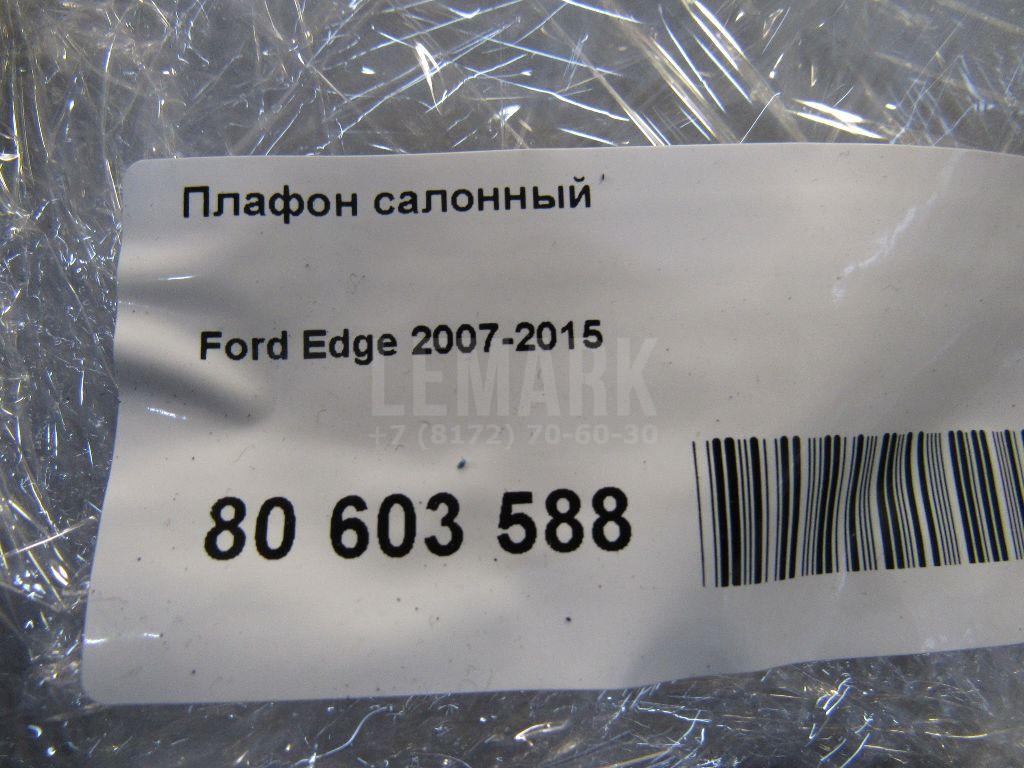 Плафон салонный
Ford Edge 2007-2015
LEMARK
+7 (8172) 70-60-30
80 603 588